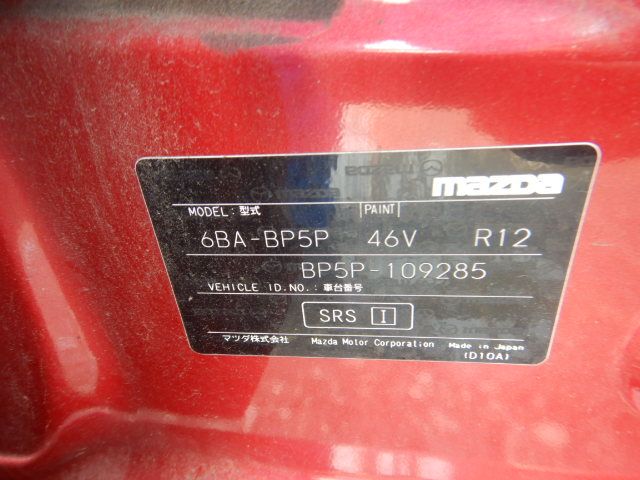 mazda
MODEL:型式 PAINT
6BA-BP5P 46V R12
BP5P-109285
VEHICLE ID.NO.:車台番号
SRS I
マツダ株式会社 Mazda Motor Corporation Made in Japan
(D10A)